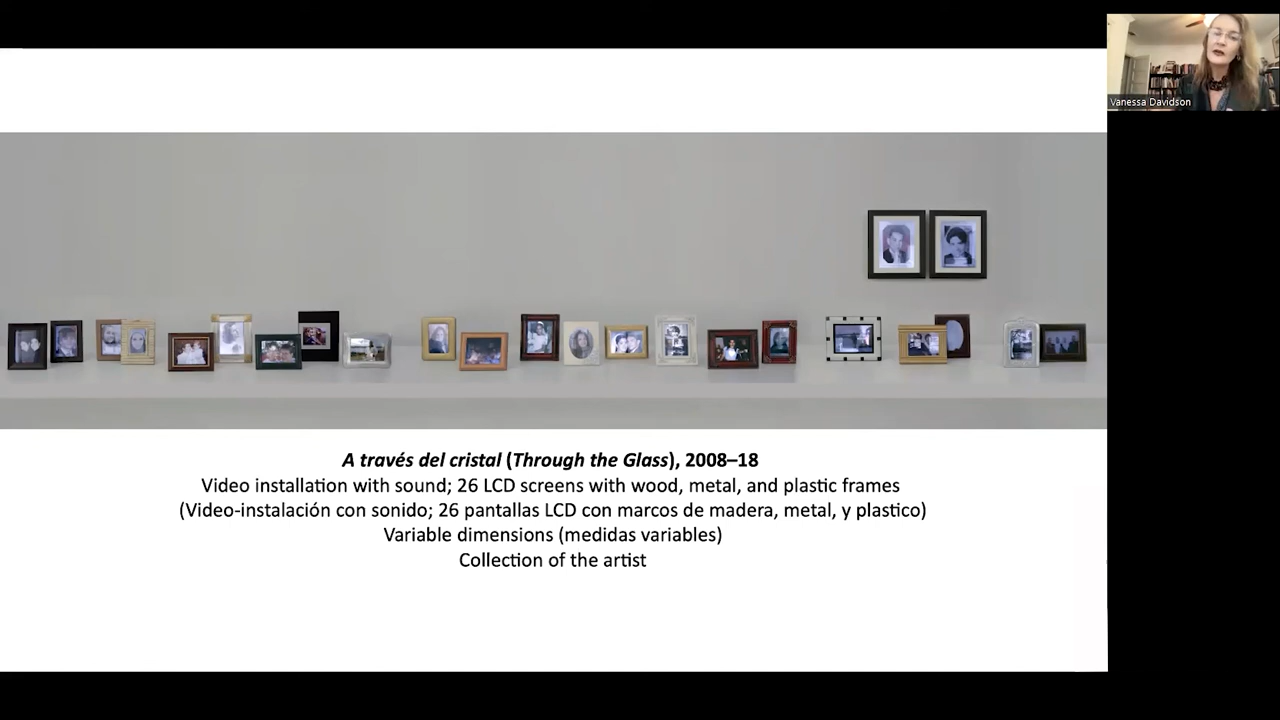 Vanessa Davidson
A través del cristal (Through the Glass), 2008–18
Video installation with sound; 26 LCD screens with wood, metal, and plastic frames
(Video-instalación con sonido; 26 pantallas LCD con marcos de madera, metal, y plastico)
Variable dimensions (medidas variables)
Collection of the artist